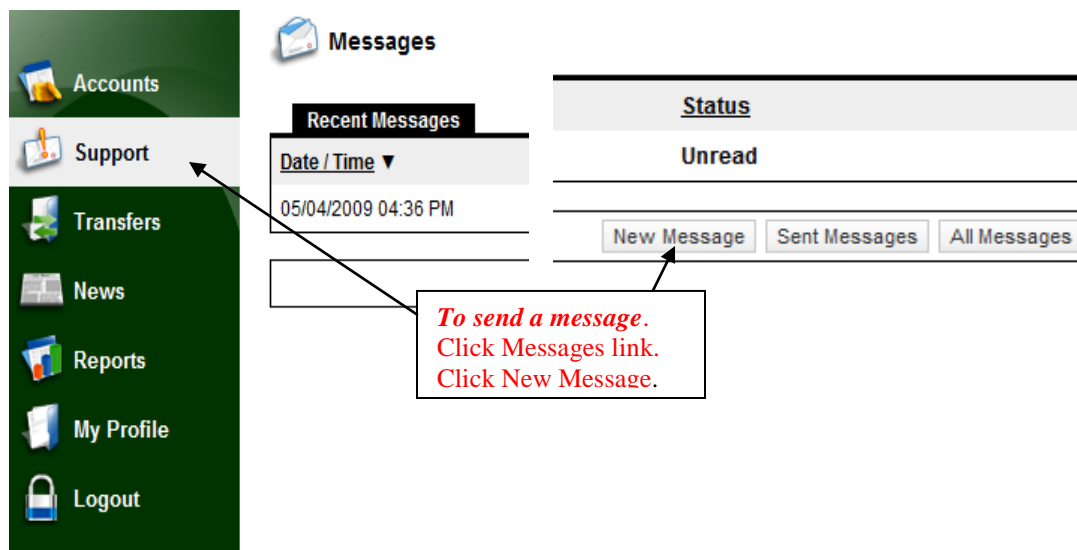 Accounts
Support
Transfers
News
Reports
My Profile
Logout
Messages
Recent Messages
Date / Time ▼
05/04/2009 04:36 PM
Status
Unread
New Message
Sent Messages
All Messages
To send a message.
Click Messages link.
Click New Message.